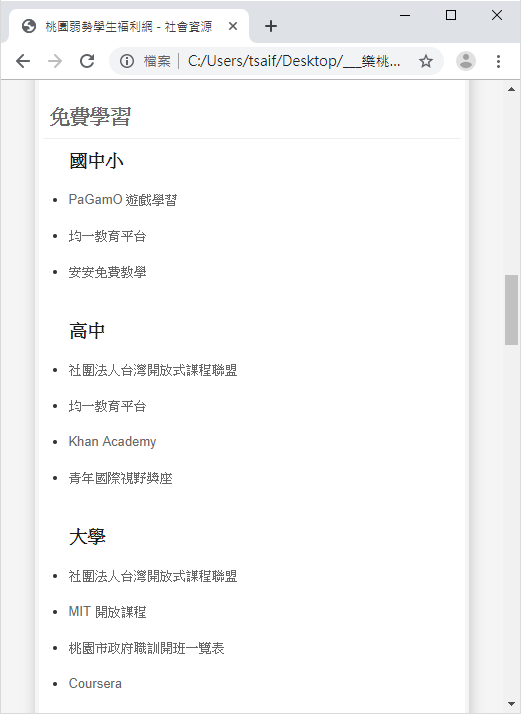 桃園弱勢學生福利網 - 社會資源
檔案 | C:/Users/tsaif/Desktop/___樂桃...
免費學習
國中小
PaGamO 遊戲學習
均一教育平台
安安免費教學
高中
社團法人台灣開放式課程聯盟
均一教育平台
Khan Academy
青年國際視野獎座
大學
社團法人台灣開放式課程聯盟
MIT 開放課程
桃園市政府職訓開班一覽表
Coursera